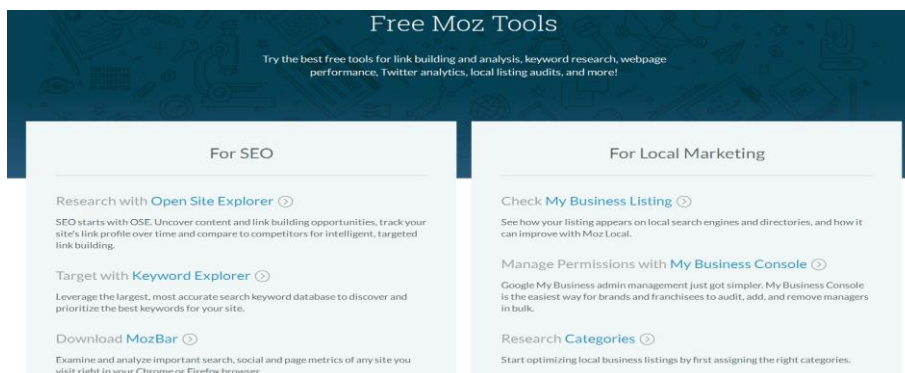 Free Moz Tools
Try the best free tools for link building and analysis, keyword research, webpage
performance, Twitter analytics, local listing audits, and more!
For SEO
Research with Open Site Explorer
SEO starts with OSE. Uncover content and link building opportunities, track your
site's link profile over time and compare to competitors for intelligent, targeted
link building.
Target with Keyword Explorer
Leverage the largest, most accurate search keyword database to discover and
prioritize the best keywords for your site.
Download MozBar
Examine and analyze important search, social and page metrics of any site you
visit right in your Chrome or Firefox browser.
For Local Marketing
Check My Business Listing
See how your listing appears on local search engines and directories, and how it
can improve with Moz Local.
Manage Permissions with My Business Console
Google My Business admin management just got simpler. My Business Console
is the easiest way for brands and franchisees to audit, add, and remove managers
in bulk.
Research Categories
Start optimizing local business listings by first assigning the right categories.